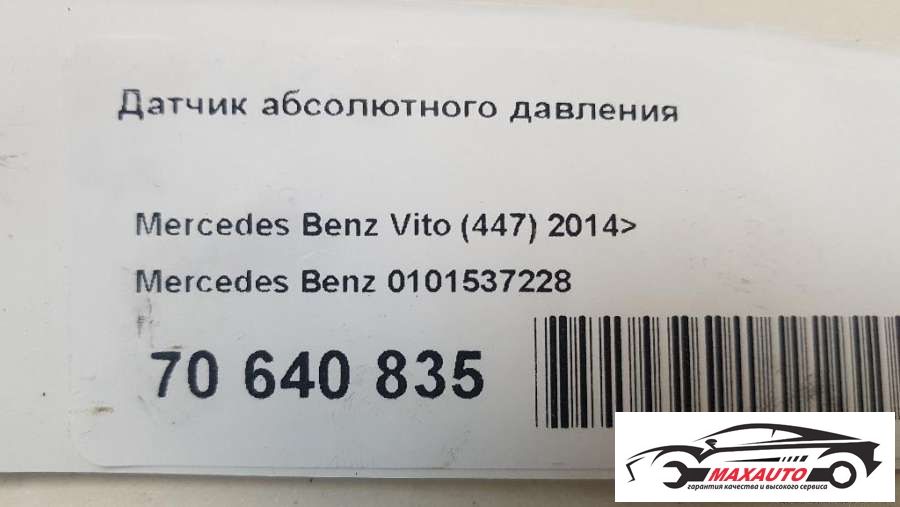 Датчик абсолютного давления
Mercedes Benz Vito (447) 2014>
Mercedes Benz 0101537228
70 640 835
MAXAUTO
гарантия качества и высокого сервиса